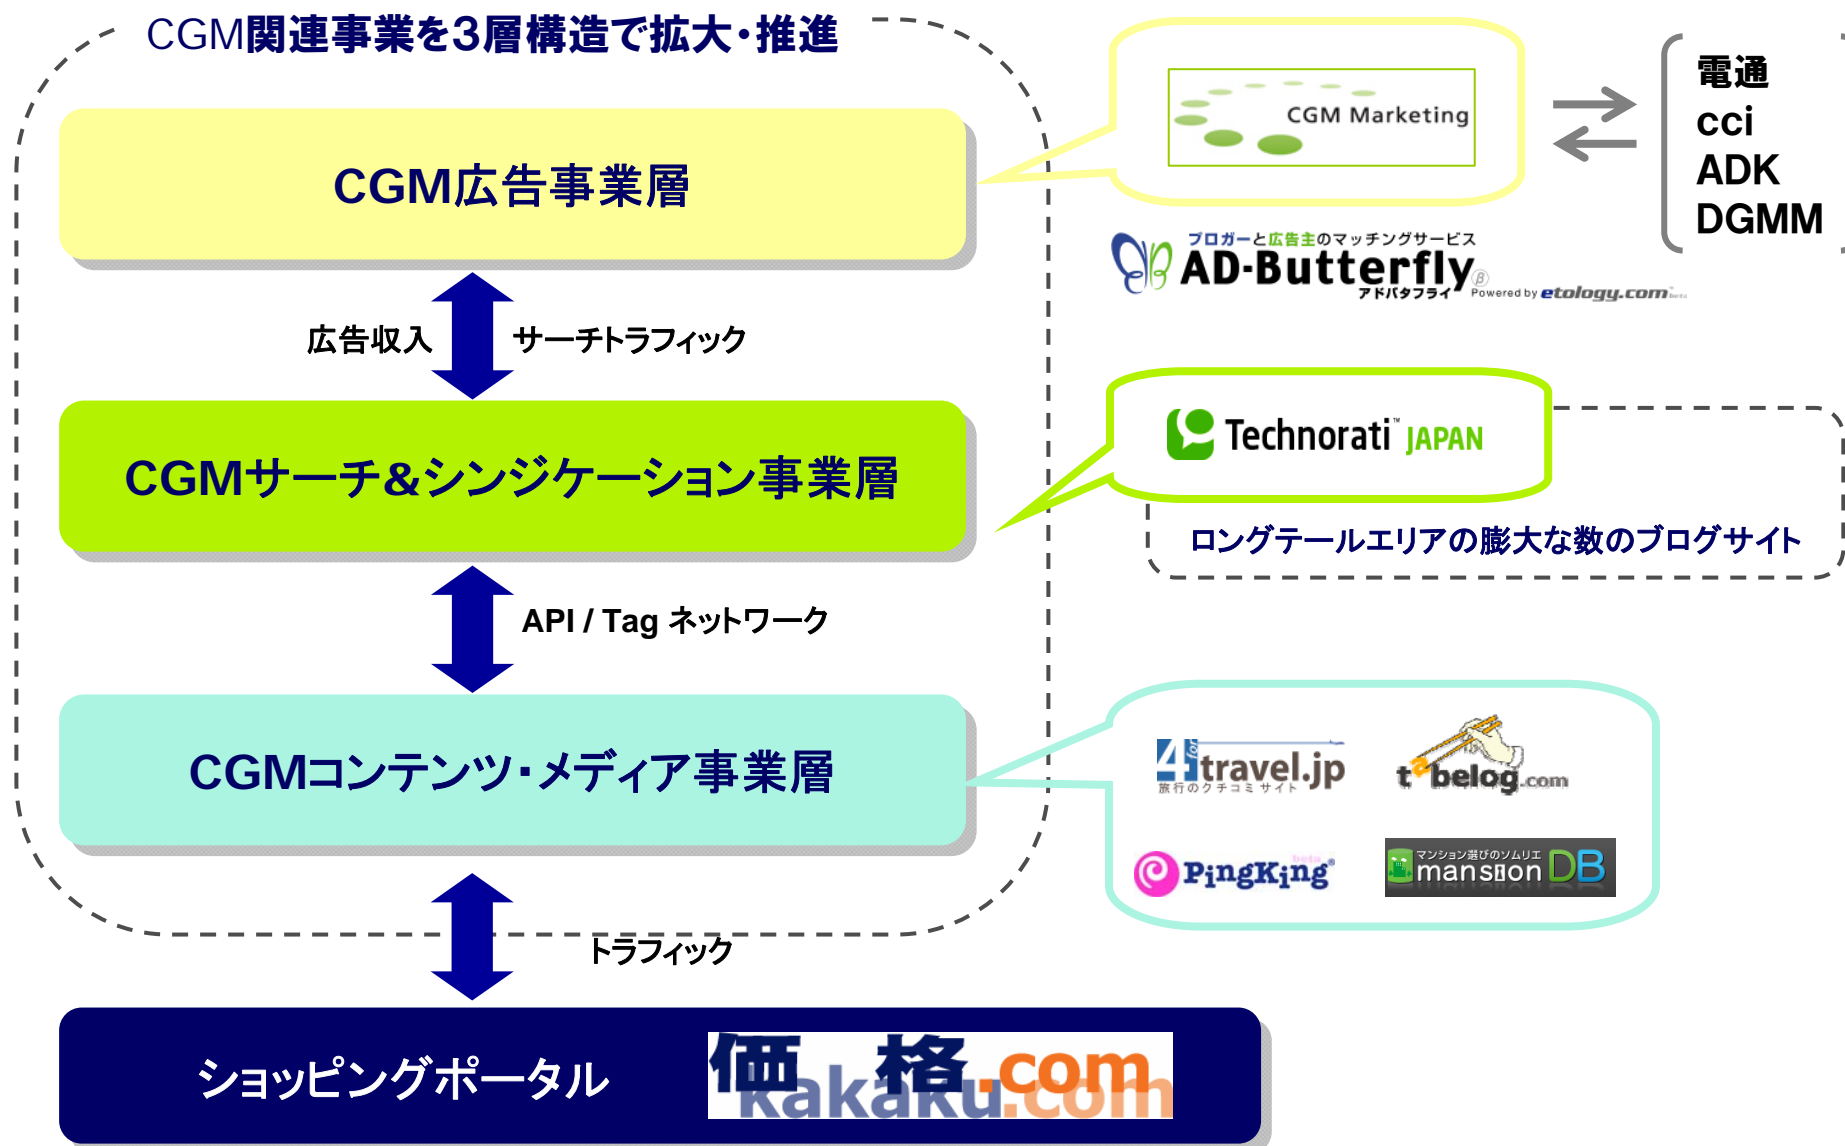 CGM関連事業を3層構造で拡大・推進
CGM広告事業層
広告収入
サーチトラフィック
CGMサーチ&シンジケーション事業層
API / Tag ネットワーク
CGMコンテンツ・メディア事業層
トラフィック
ショッピングポータル
価格.com
kakaku.com
CGM Marketing
電通
cci
ADK
DGMM
ブロガーと広告主のマッチングサービス
AD-Butterfly β
アドバタフライ
Powered by etology.com beta
Technorati™ JAPAN
ロングテールエリアの膨大な数のブログサイト
4 for travel.jp
旅行のクチコミサイト
tabelog.com
beta
PingKing®
マンション選びのソムリエ
mansion DB